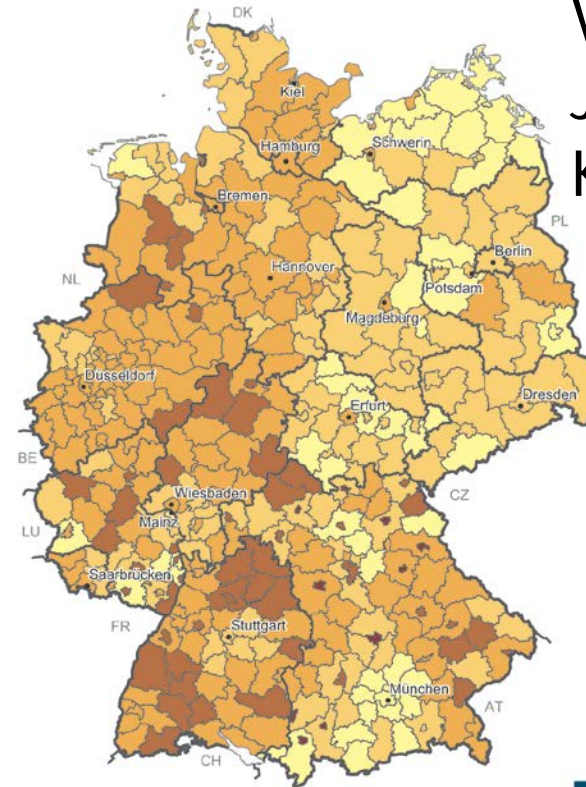 DK
Kiel
Schwerin
Hamburg
Bremen
PL
Berlin
NL
Hannover
Potsdam
Magdeburg
Düsseldorf
Dresden
Erfurt
BE
Wiesbaden
CZ
LU
Mainz
Saarbrücken
FR
Stuttgart
München
AT
CH